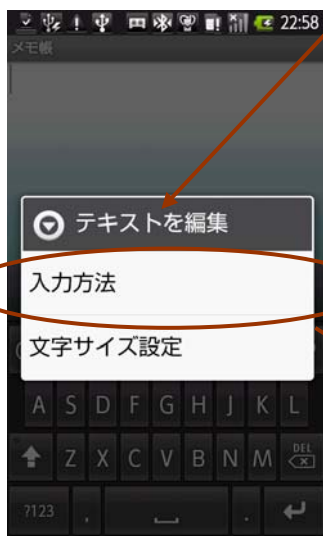 22:58
メモ帳
テキストを編集
入力方法
文字サイズ設定
A S D F G H J K L
Z X C V B N M DEL
?123 , .